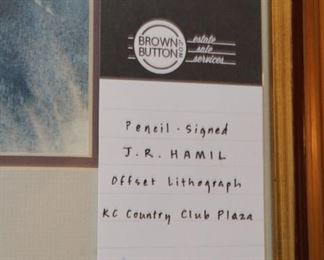 BROWN
BUTTON
estate
sale
services
Pencil-Signed
J.R. HAMIL
Offset Lithograph
KC Country Club Plaza